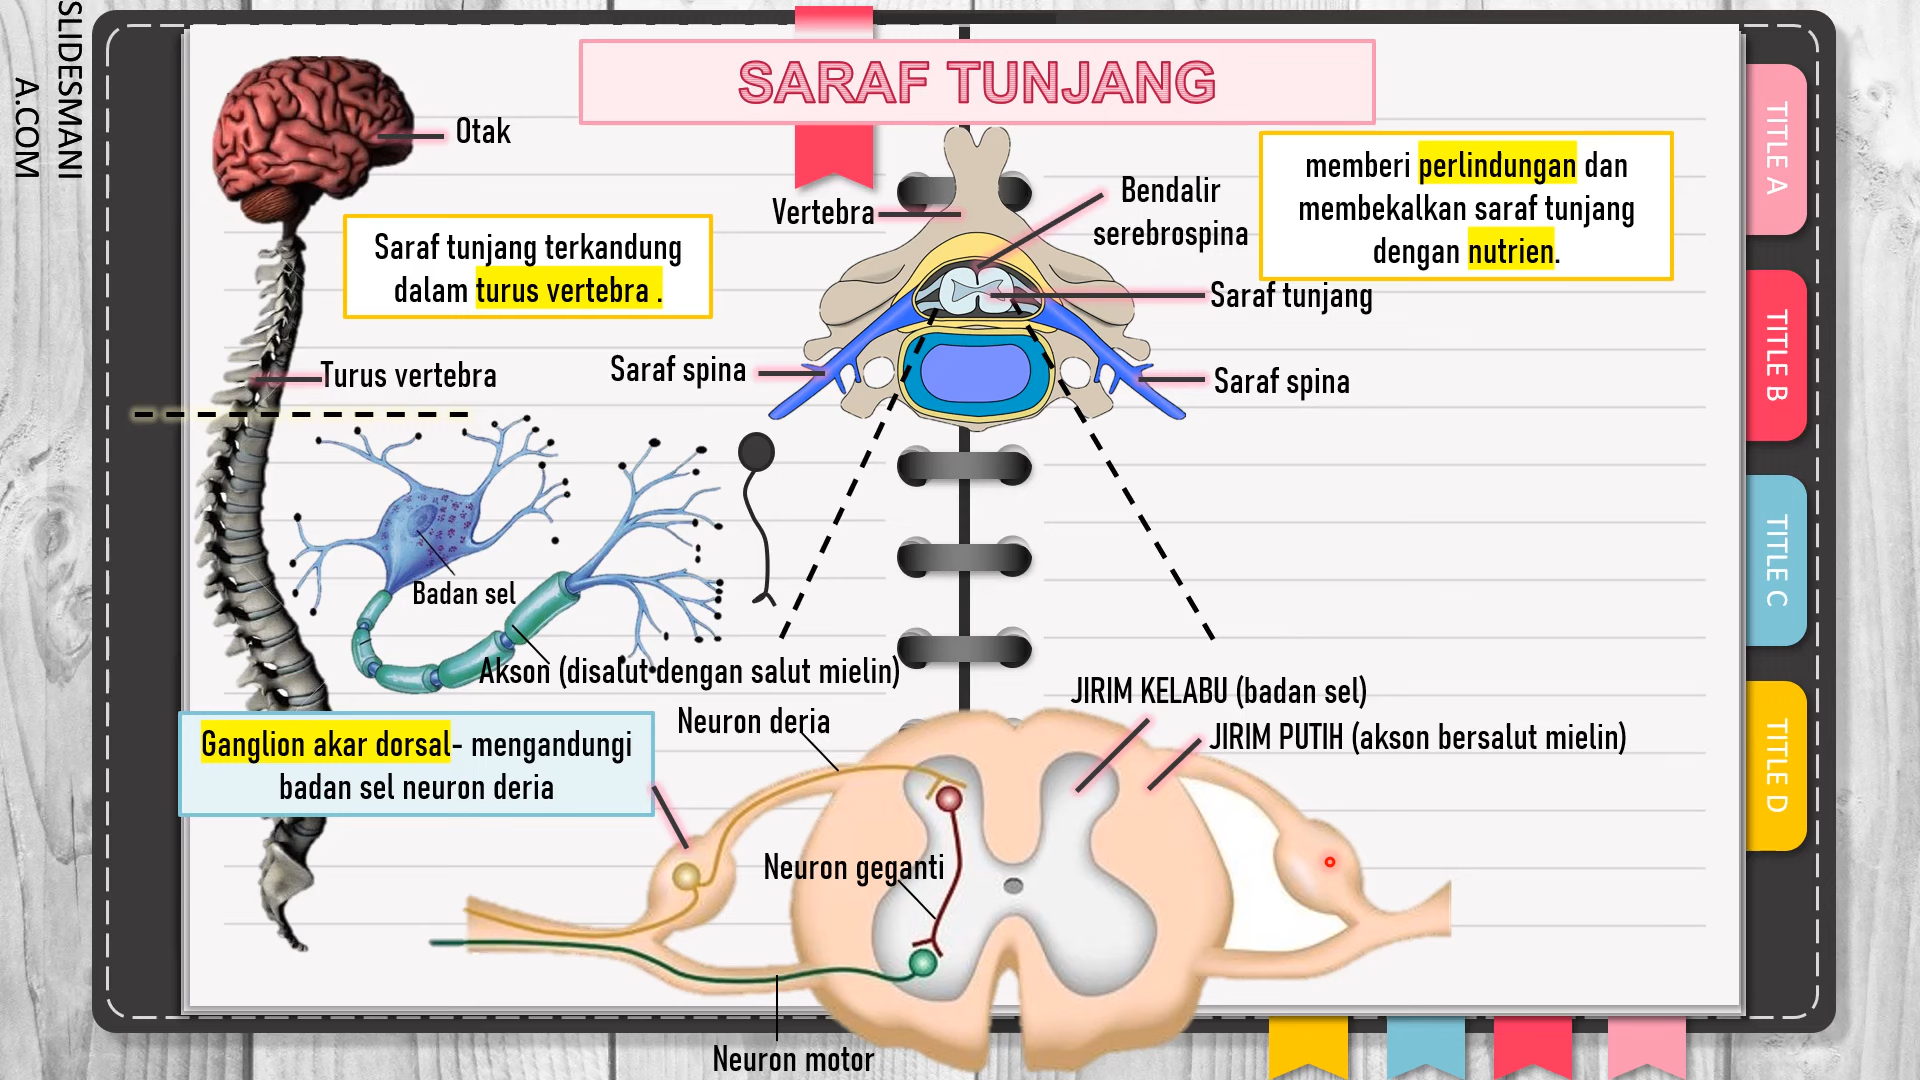 SLIDESMANI
A.COM
SARAF TUNJANG
Otak
Saraf tunjang terkandung
dalam turus vertebra .
Turus vertebra
Vertebra
Bendalir
serebrospina
memberi perlindungan dan
membekalkan saraf tunjang
dengan nutrien.
Saraf tunjang
Saraf spina
Saraf spina
Badan sel
Akson (disalut dengan salut mielin)
JIRIM KELABU (badan sel)
JIRIM PUTIH (akson bersalut mielin)
Neuron deria
Ganglion akar dorsal- mengandungi
badan sel neuron deria
Neuron geganti
Neuron motor
TITLE A
TITLE B
TITLE C
TITLE D